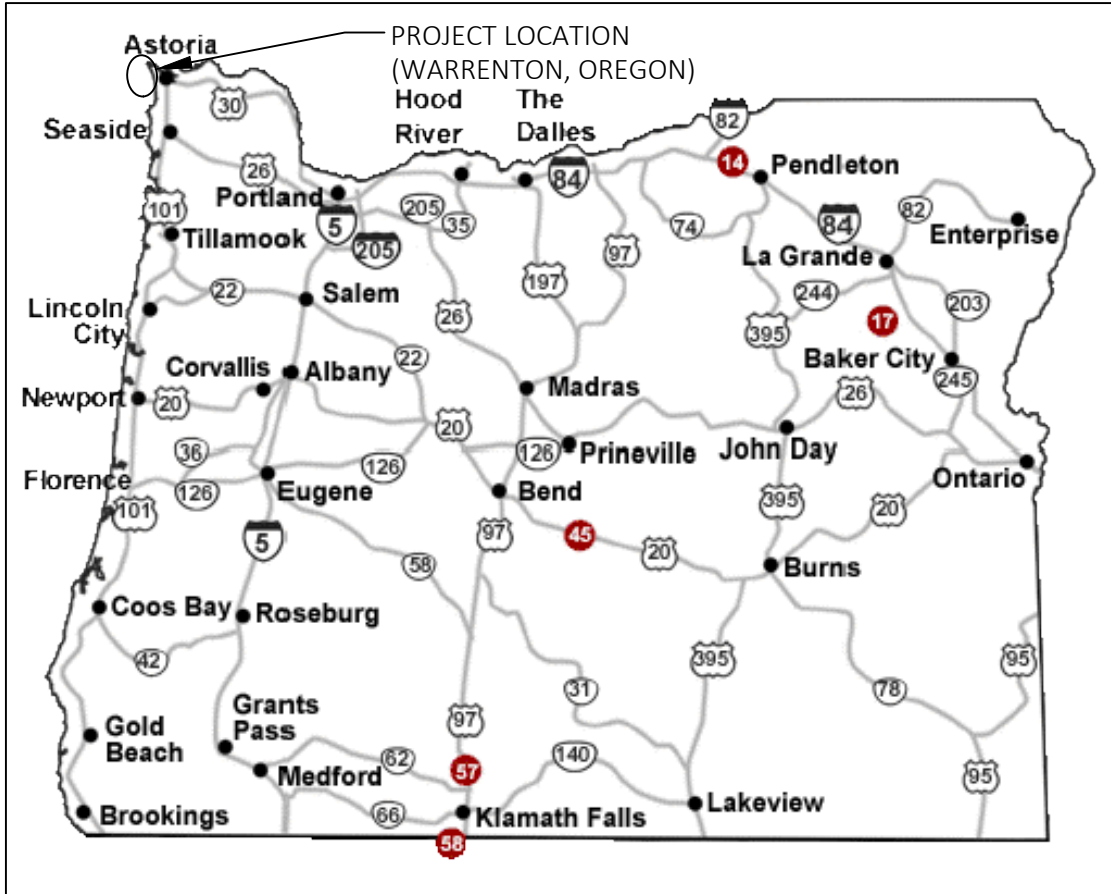 PROJECT LOCATION
(WARRENTON, OREGON)
Astoria
30
Hood
River
The
Dalles
82
Seaside
26
Portland
5
205
205
35
84
14
Pendleton
74
84
82
Enterprise
101
Tillamook
97
La Grande
197
22
Salem
244
203
Lincoln
City
26
395
17
Baker City
22
Corvallis
Albany
Madras
245
Newport
20
26
20
36
126
Prineville
John Day
Florence
126
126
Eugene
Bend
Ontario
101
395
20
5
97
45
20
58
Burns
Coos Bay
Roseburg
42
395
95
31
78
Grants
Pass
97
Gold
Beach
62
57
140
95
Medford
Brookings
66
Klamath Falls
Lakeview
58